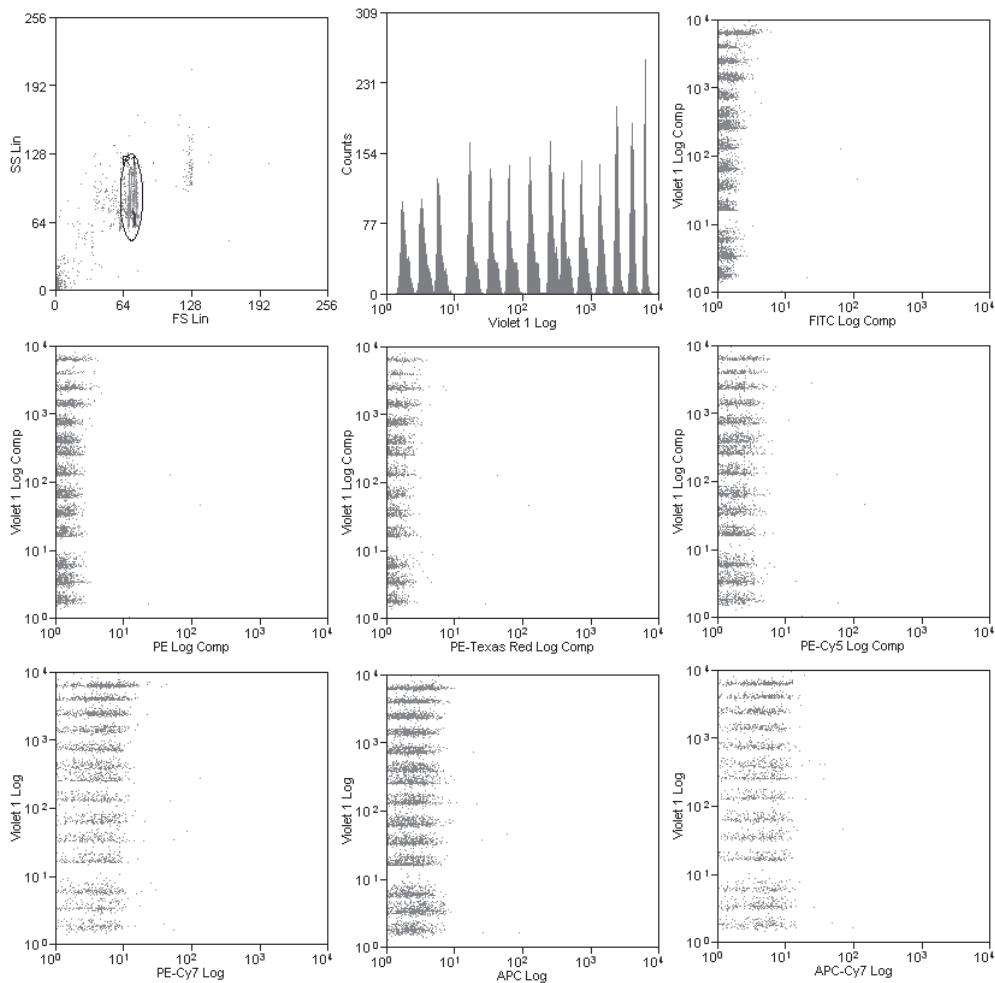 256
192
128
64
0
SS Lin
0 64 128 192 256
FS Lin
309
231
154
77
0
Counts
10⁰ 10¹ 10² 10³ 10⁴
Violet 1 Log
10⁴
10³
10²
10¹
10⁰
Violet 1 Log Comp
10⁰ 10¹ 10² 10³ 10⁴
FITC Log Comp
10⁴
10³
10²
10¹
10⁰
Violet 1 Log Comp
10⁰ 10¹ 10² 10³ 10⁴
PE Log Comp
10⁴
10³
10²
10¹
10⁰
Violet 1 Log Comp
10⁰ 10¹ 10² 10³ 10⁴
PE-Texas Red Log Comp
10⁴
10³
10²
10¹
10⁰
Violet 1 Log Comp
10⁰ 10¹ 10² 10³ 10⁴
PE-Cy5 Log Comp
10⁴
10³
10²
10¹
10⁰
Violet 1 Log
10⁰ 10¹ 10² 10³ 10⁴
PE-Cy7 Log
10⁴
10³
10²
10¹
10⁰
Violet 1 Log
10⁰ 10¹ 10² 10³ 10⁴
APC Log
10⁴
10³
10²
10¹
10⁰
Violet 1 Log
10⁰ 10¹ 10² 10³ 10⁴
APC-Cy7 Log